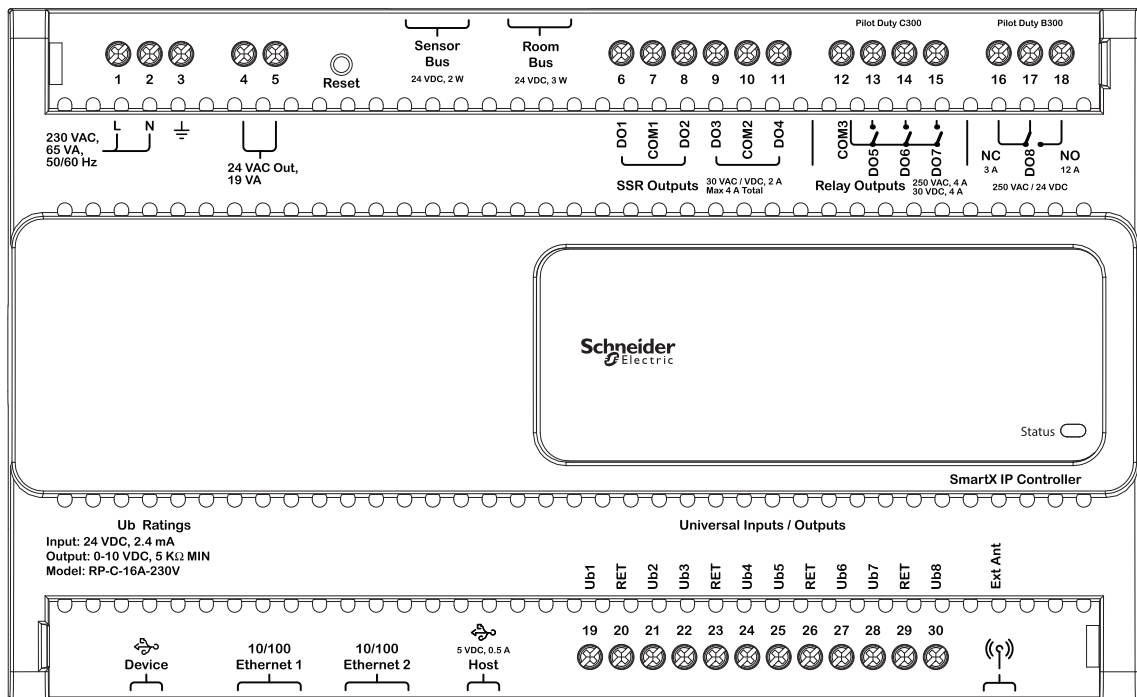 Pilot Duty C300 Pilot Duty B300
Sensor Bus
24 VDC, 2 W
Room Bus
24 VDC, 3 W
1 2 3 4 5
Reset
6 7 8 9 10 11 12 13 14 15 16 17 18
L N
230 VAC,
65 VA,
50/60 Hz
24 VAC Out,
19 VA
DO1 COM1 DO2 DO3 COM2 DO4
SSR Outputs
30 VAC / VDC, 2 A
Max 4 A Total
COM3 DO5 DO6 DO7
Relay Outputs
250 VAC, 4 A
30 VDC, 4 A
NC
3 A
DO8
NO
12 A
250 VAC / 24 VDC
Schneider
Electric
Status
SmartX IP Controller
Ub Ratings
Input: 24 VDC, 2.4 mA
Output: 0-10 VDC, 5 KΩ MIN
Model: RP-C-16A-230V
Universal Inputs / Outputs
Ub1 RET Ub2 Ub3 RET Ub4 Ub5 RET Ub6 Ub7 RET Ub8
Ext Ant
19 20 21 22 23 24 25 26 27 28 29 30
Device
10/100
Ethernet 1
10/100
Ethernet 2
5 VDC, 0.5 A
Host